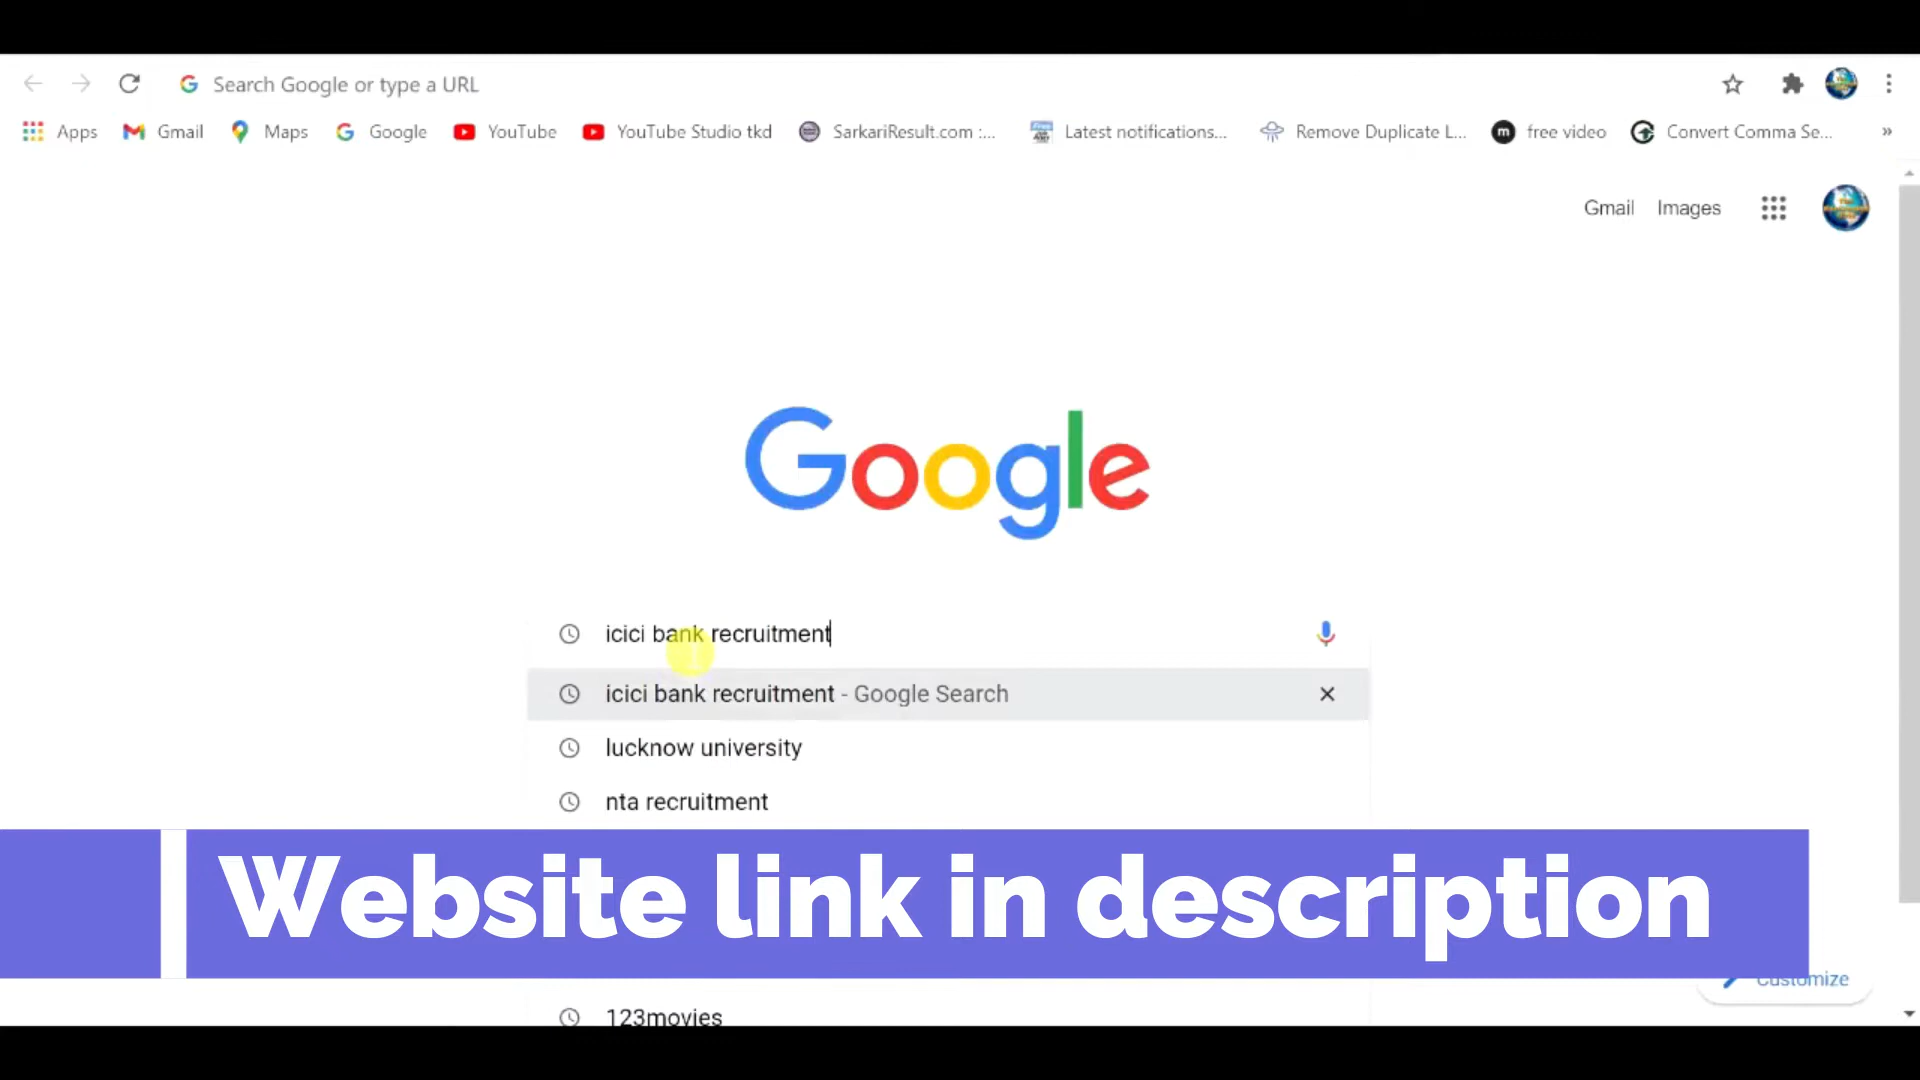 Search Google or type a URL
Apps Gmail Maps Google YouTube YouTube Studio tkd SarkariResult.com :... Latest notifications... Remove Duplicate L... free video Convert Comma Se... »
Gmail Images
Google
icici bank recruitment
icici bank recruitment - Google Search
lucknow university
nta recruitment
Website link in description
Customize
123movies